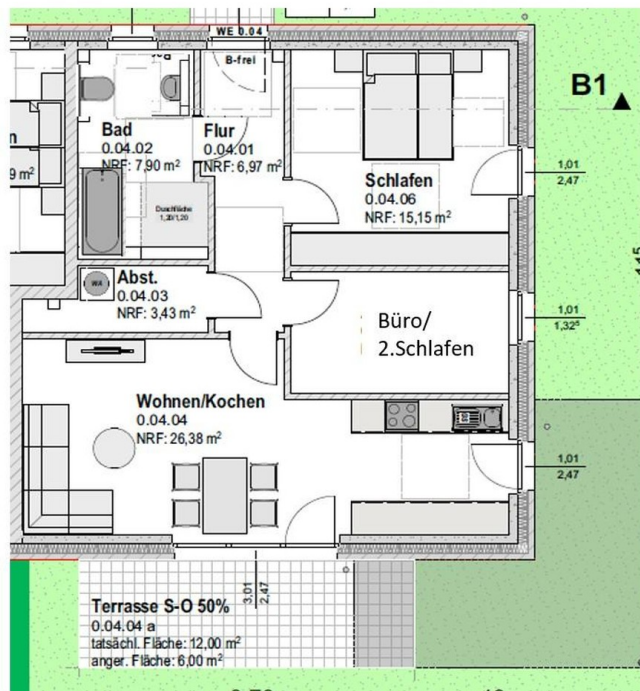 WE 0.04
B-frei
B1
Bad
0.04.02
NRF: 7,90 m²
Flur
0.04.01
NRF: 6,97 m²
n
9 m²
Schlafen
0.04.06
NRF: 15,15 m²
1,01
2,47
Duschfläche
1,20/1,20
Abst.
0.04.03
NRF: 3,43 m²
WA
Büro/
2.Schlafen
1,01
1,32⁵
Wohnen/Kochen
0.04.04
NRF: 26,38 m²
1,01
2,47
3,01
2,47
Terrasse S-O 50%
0.04.04 a
tatsächl. Fläche: 12,00 m²
anger. Fläche: 6,00 m²